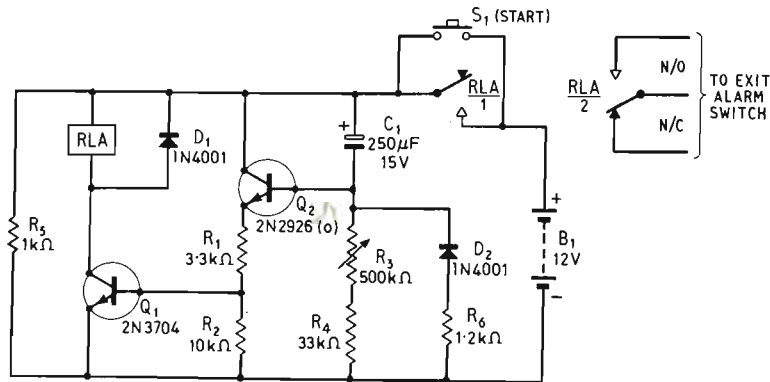 S₁ (START)
RLA
1
N/O
RLA
2
N/C
TO EXIT
ALARM
SWITCH
C₁
250µF
15V
+
RLA
D₁
1N4001
Q₂
2N2926 (o)
R₅
1kΩ
R₁
3·3kΩ
R₃
500kΩ
D₂
1N4001
+
B₁
12V
−
Q₁
2N3704
R₂
10kΩ
R₄
33kΩ
R₆
1·2kΩ